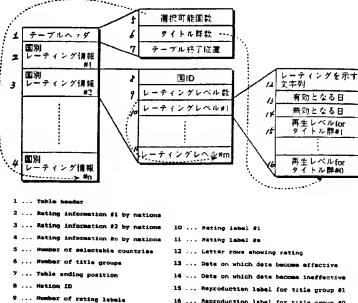 1 テーブルヘッダ
2 国別
レーティング情報
#1
3 国別
レーティング情報
#2
4 国別
レーティング情報
#n
5 選択可能国数
6 タイトル群数
7 テーブル終了位置
8 国ID
9 レーティングレベル数
10 レーティングレベル#1
11 レーティングレベル#m
12 レーティングを示す
文字列
13 有効となる日
14 無効となる日
15 再生レベルfor
タイトル群#1
16 再生レベルfor
タイトル群#0
1 ... Table header
2 ... Rating information #1 by nations
3 ... Rating information #2 by nations
4 ... Rating information #n by nations
5 ... Number of selectable countries
6 ... Number of title groups
7 ... Table ending position
8 ... Nation ID
9 ... Number of rating labels
10 ... Rating label #1
11 ... Rating label #m
12 ... Letter rows showing rating
13 ... Date on which date become effective
14 ... Date on which date become ineffective
15 ... Reproduction label for title group #1
16 ... Reproduction label for title group #0